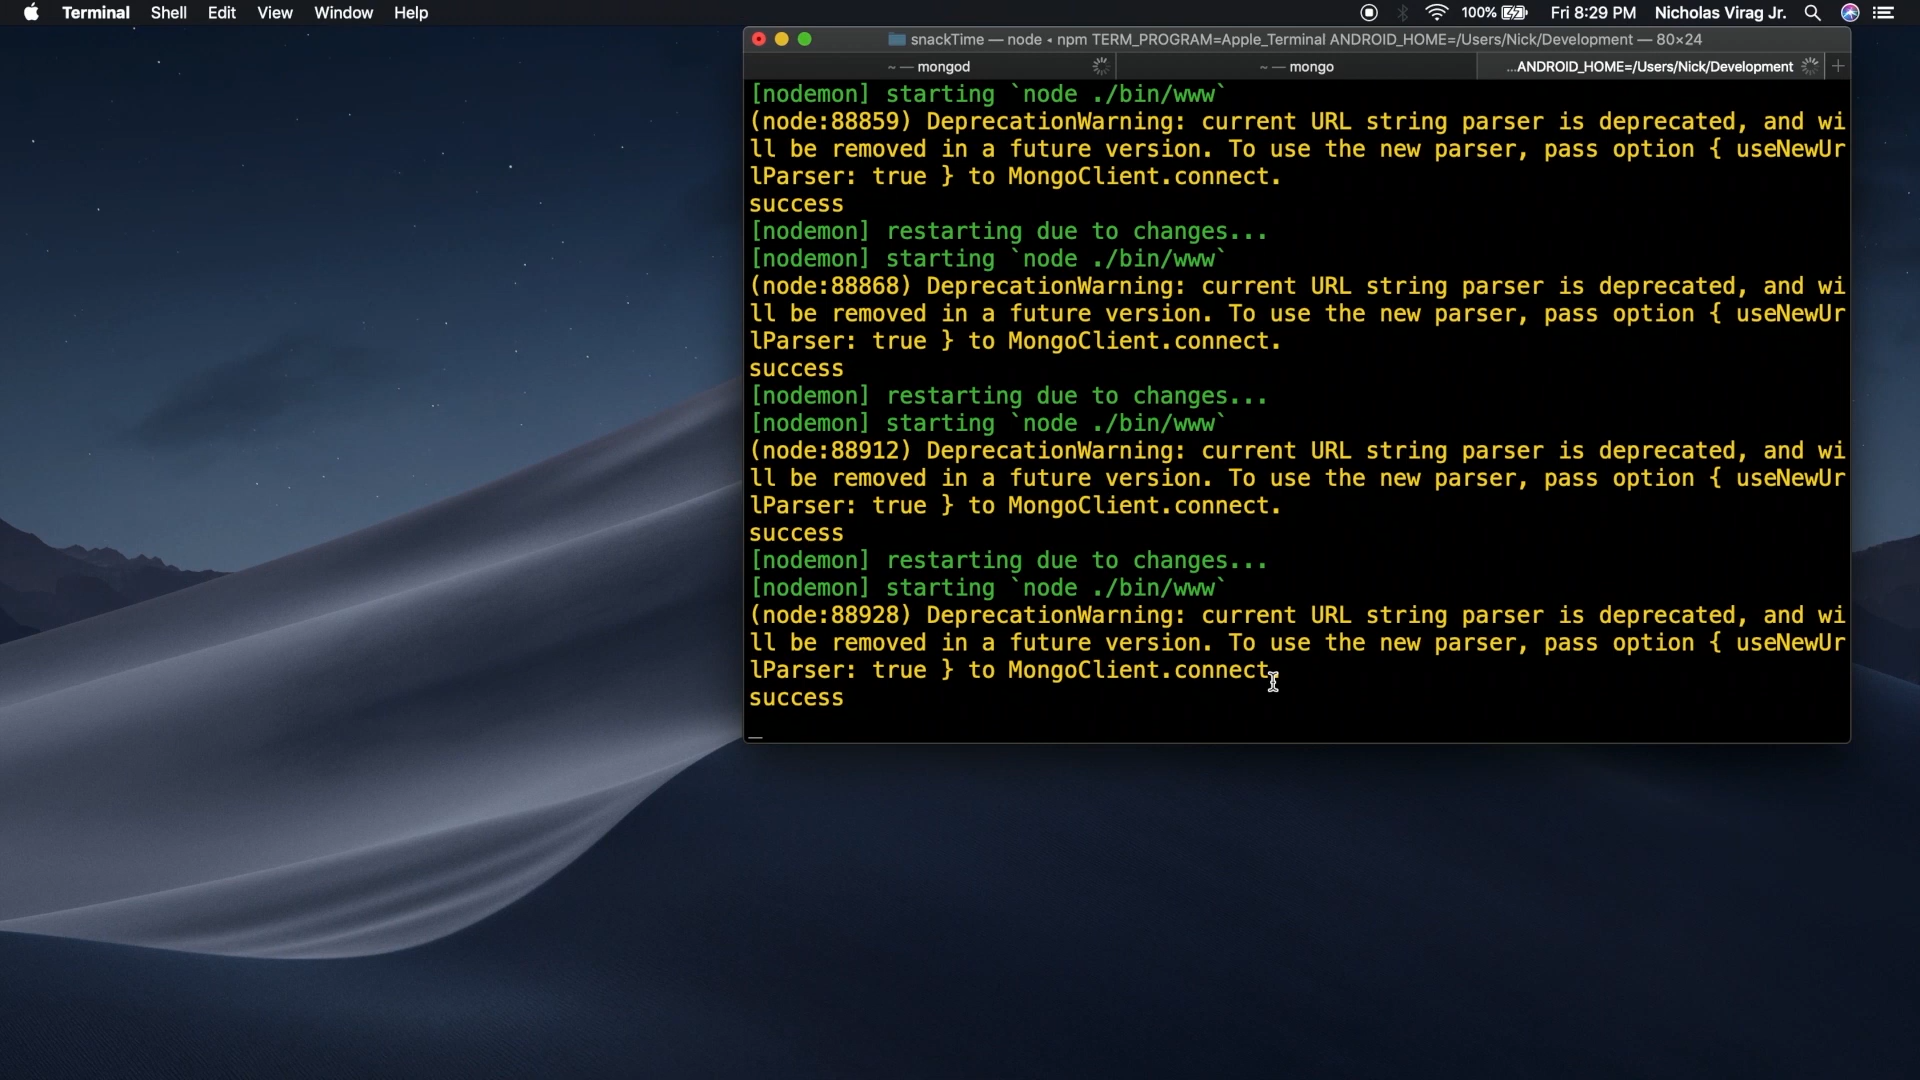 Terminal Shell Edit View Window Help 100% Fri 8:29 PM Nicholas Virag Jr.
snackTime — node ◂ npm TERM_PROGRAM=Apple_Terminal ANDROID_HOME=/Users/Nick/Development — 80×24
~ — mongod ~ — mongo ...ANDROID_HOME=/Users/Nick/Development +
[nodemon] starting `node ./bin/www`
(node:88859) DeprecationWarning: current URL string parser is deprecated, and wi
ll be removed in a future version. To use the new parser, pass option { useNewUr
lParser: true } to MongoClient.connect.
success
[nodemon] restarting due to changes...
[nodemon] starting `node ./bin/www`
(node:88868) DeprecationWarning: current URL string parser is deprecated, and wi
ll be removed in a future version. To use the new parser, pass option { useNewUr
lParser: true } to MongoClient.connect.
success
[nodemon] restarting due to changes...
[nodemon] starting `node ./bin/www`
(node:88912) DeprecationWarning: current URL string parser is deprecated, and wi
ll be removed in a future version. To use the new parser, pass option { useNewUr
lParser: true } to MongoClient.connect.
success
[nodemon] restarting due to changes...
[nodemon] starting `node ./bin/www`
(node:88928) DeprecationWarning: current URL string parser is deprecated, and wi
ll be removed in a future version. To use the new parser, pass option { useNewUr
lParser: true } to MongoClient.connect.
success